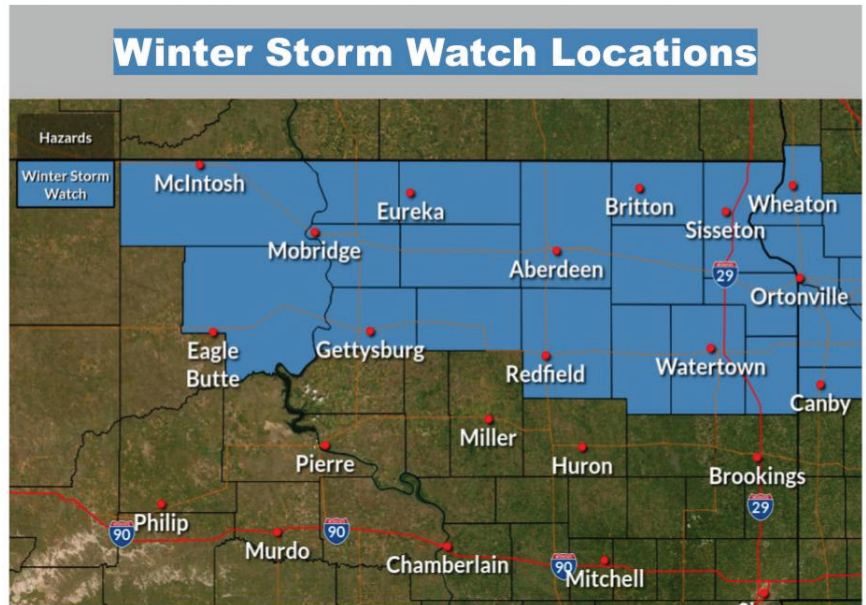 Winter Storm Watch Locations
Hazards
Winter Storm
Watch
McIntosh
Eureka
Britton
Wheaton
Sisseton
Mobridge
Aberdeen
29
Ortonville
Eagle
Butte
Gettysburg
Redfield
Watertown
Canby
Miller
Pierre
Huron
Brookings
Philip
29
90
Murdo
90
Chamberlain
90
Mitchell